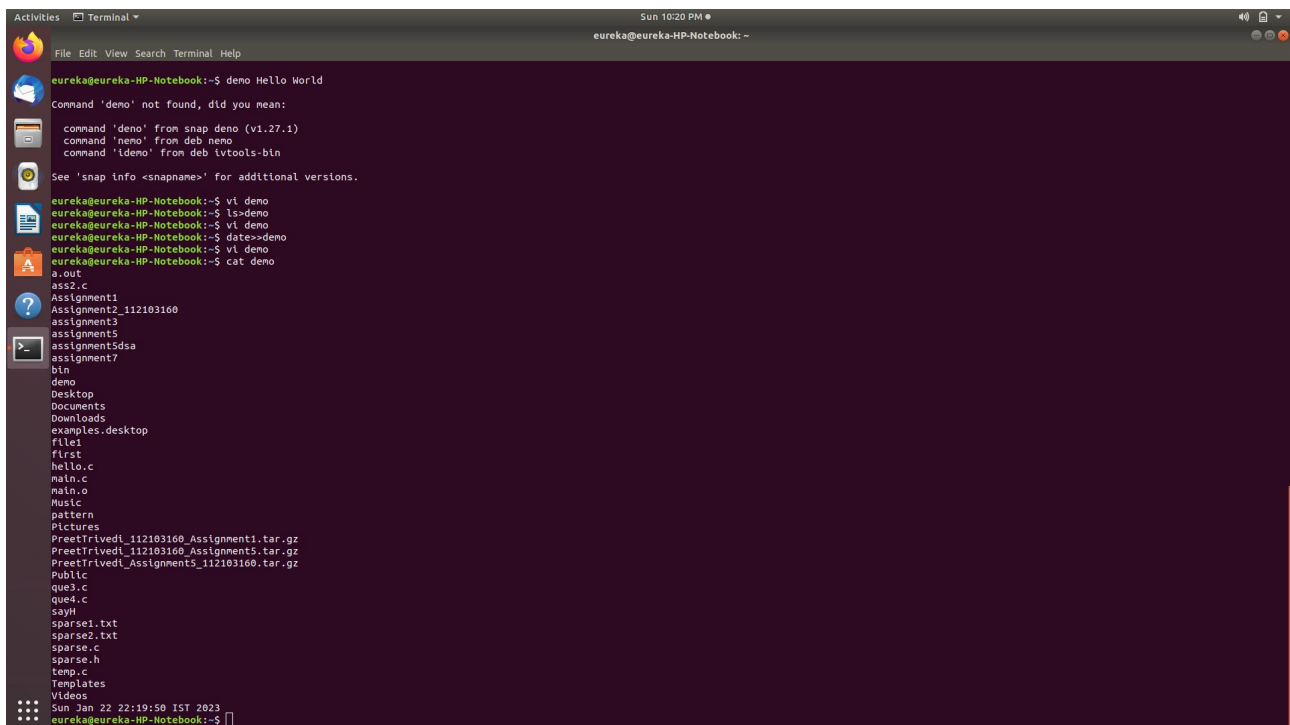 Activities Terminal Sun 10:20 PM
eureka@eureka-HP-Notebook: ~
File Edit View Search Terminal Help
eureka@eureka-HP-Notebook:~$ demo Hello World
Command 'demo' not found, did you mean:
command 'deno' from snap deno (v1.27.1)
command 'nemo' from deb nemo
command 'idemo' from deb ivtools-bin
See 'snap info <snapname>' for additional versions.
eureka@eureka-HP-Notebook:~$ vi demo
eureka@eureka-HP-Notebook:~$ ls>demo
eureka@eureka-HP-Notebook:~$ vi demo
eureka@eureka-HP-Notebook:~$ date>>demo
eureka@eureka-HP-Notebook:~$ vi demo
eureka@eureka-HP-Notebook:~$ cat demo
a.out
ass2.c
Assignment1
Assignment2_112103160
assignment3
assignment5
assignment5dsa
assignment7
bin
demo
Desktop
Documents
Downloads
examples.desktop
file1
first
hello.c
main.c
main.o
Music
pattern
Pictures
PreetTrivedi_112103160_Assignment1.tar.gz
PreetTrivedi_112103160_Assignment5.tar.gz
PreetTrivedi_Assignment5_112103160.tar.gz
Public
que3.c
que4.c
sayH
sparse1.txt
sparse2.txt
sparse.c
sparse.h
temp.c
Templates
Videos
Sun Jan 22 22:19:50 IST 2023
eureka@eureka-HP-Notebook:~$